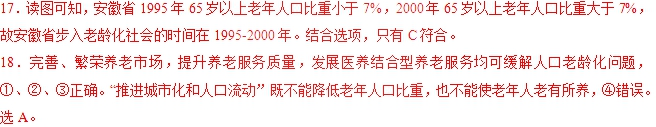 17．读图可知，安徽省 1995 年 65 岁以上老年人口比重小于 7%，2000 年 65 岁以上老年人口比重大于 7%，
故安徽省步入老龄化社会的时间在 1995-2000 年。结合选项，只有 C 符合。
18．完善、繁荣养老市场，提升养老服务质量，发展医养结合型养老服务均可缓解人口老龄化问题，
①、②、③正确。“推进城市化和人口流动”既不能降低老年人口比重，也不能使老年人老有所养，④错误。
选 A。